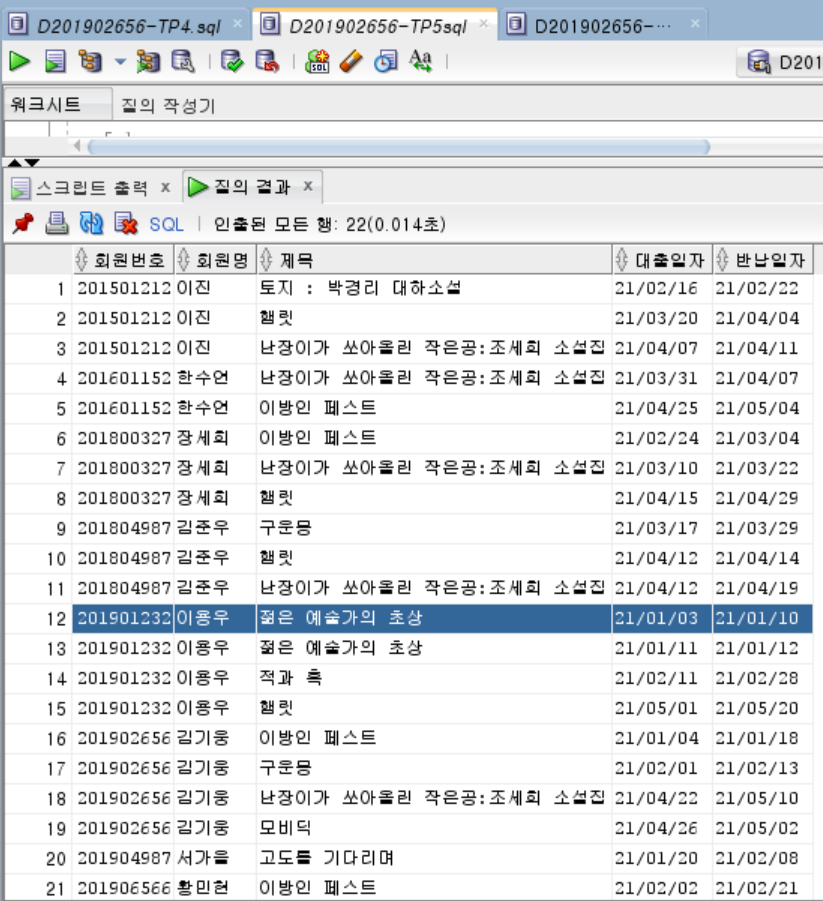 D201902656-TP4.sql × D201902656-TP5sql × D201902656-··· ×
D201
워크시트 질의 작성기
스크립트 출력 x 질의 결과 x
SQL | 인출된 모든 행: 22(0.014초)
회원번호 회원명 제목 대출일자 반납일자
1 201501212 이진 토지 : 박경리 대하소설 21/02/16 21/02/22
2 201501212 이진 햄릿 21/03/20 21/04/04
3 201501212 이진 난장이가 쏘아올린 작은공:조세희 소설집 21/04/07 21/04/11
4 201601152 한수연 난장이가 쏘아올린 작은공:조세희 소설집 21/03/31 21/04/07
5 201601152 한수연 이방인 페스트 21/04/25 21/05/04
6 201800327 장세희 이방인 페스트 21/02/24 21/03/04
7 201800327 장세희 난장이가 쏘아올린 작은공:조세희 소설집 21/03/10 21/03/22
8 201800327 장세희 햄릿 21/04/15 21/04/29
9 201804987 김준우 구운몽 21/03/17 21/03/29
10 201804987 김준우 햄릿 21/04/12 21/04/14
11 201804987 김준우 난장이가 쏘아올린 작은공:조세희 소설집 21/04/12 21/04/19
12 201901232 이용우 젊은 예술가의 초상 21/01/03 21/01/10
13 201901232 이용우 젊은 예술가의 초상 21/01/11 21/01/12
14 201901232 이용우 적과 흑 21/02/11 21/02/28
15 201901232 이용우 햄릿 21/05/01 21/05/20
16 201902656 김기웅 이방인 페스트 21/01/04 21/01/18
17 201902656 김기웅 구운몽 21/02/01 21/02/13
18 201902656 김기웅 난장이가 쏘아올린 작은공:조세희 소설집 21/04/22 21/05/10
19 201902656 김기웅 모비딕 21/04/26 21/05/02
20 201904987 서가을 고도를 기다리며 21/01/20 21/02/08
21 201906566 황민현 이방인 페스트 21/02/02 21/02/21